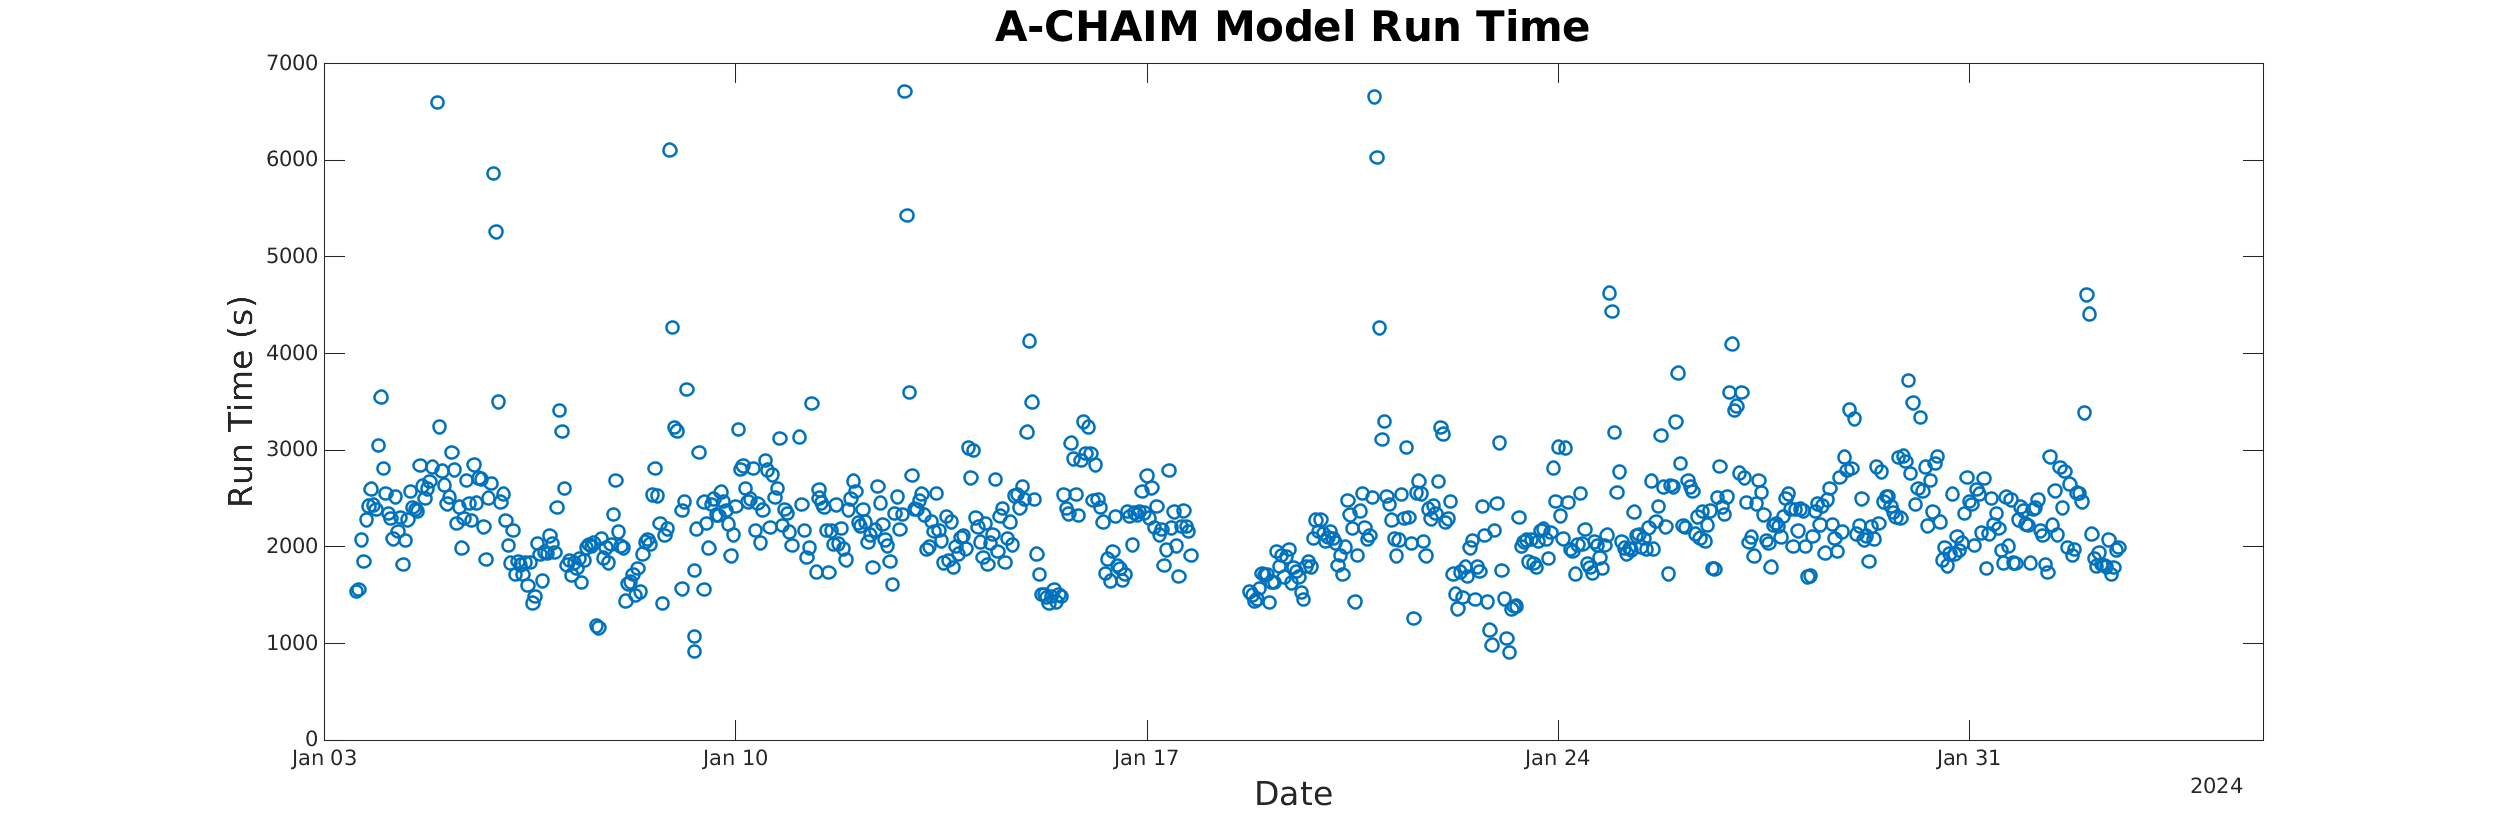 A-CHAIM Model Run Time
7000
6000
5000
4000
3000
2000
1000
0
Run Time (s)
Jan 03 Jan 10 Jan 17 Jan 24 Jan 31
2024
Date